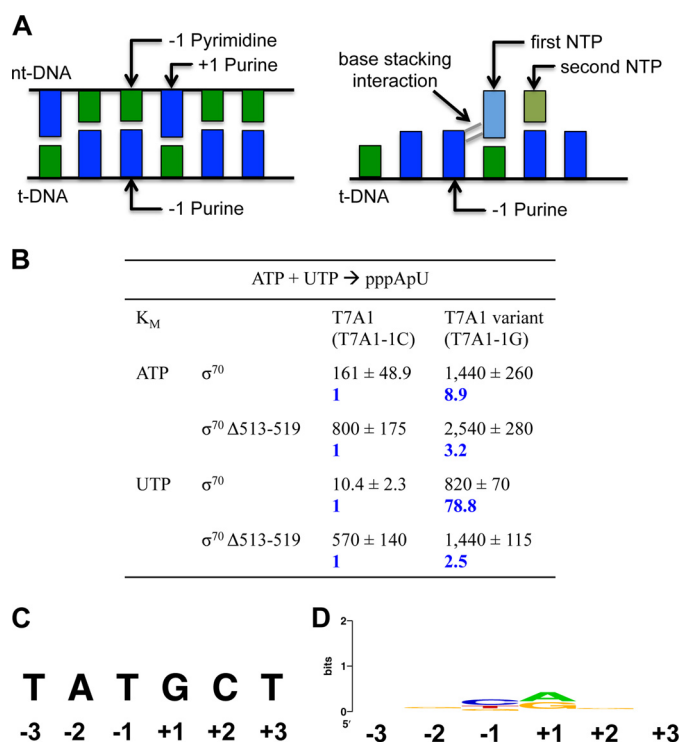 A
-1 Pyrimidine
+1 Purine
nt-DNA
t-DNA
-1 Purine
first NTP
base stacking
interaction
second NTP
t-DNA
-1 Purine
B
ATP + UTP → pppApU
K_M T7A1 T7A1 variant
(T7A1-1C) (T7A1-1G)
ATP σ⁷⁰ 161 ± 48.9 1,440 ± 260
1 8.9
σ⁷⁰ Δ513-519 800 ± 175 2,540 ± 280
1 3.2
UTP σ⁷⁰ 10.4 ± 2.3 820 ± 70
1 78.8
σ⁷⁰ Δ513-519 570 ± 140 1,440 ± 115
1 2.5
C
T A T G C T
-3 -2 -1 +1 +2 +3
D
2
bits
1
0
C A
G
5′
-3 -2 -1 +1 +2 +3